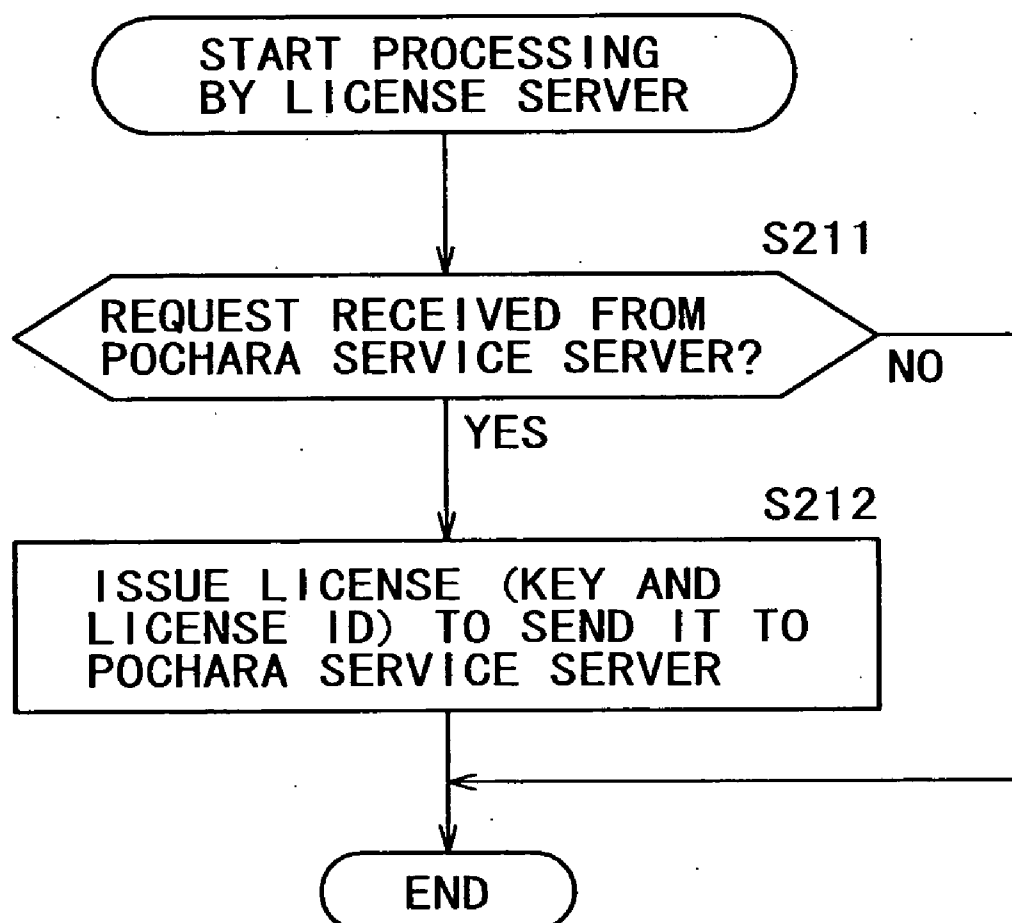 START PROCESSING
BY LICENSE SERVER
S211
REQUEST RECEIVED FROM
POCHARA SERVICE SERVER?
NO
YES
S212
ISSUE LICENSE (KEY AND
LICENSE ID) TO SEND IT TO
POCHARA SERVICE SERVER
END